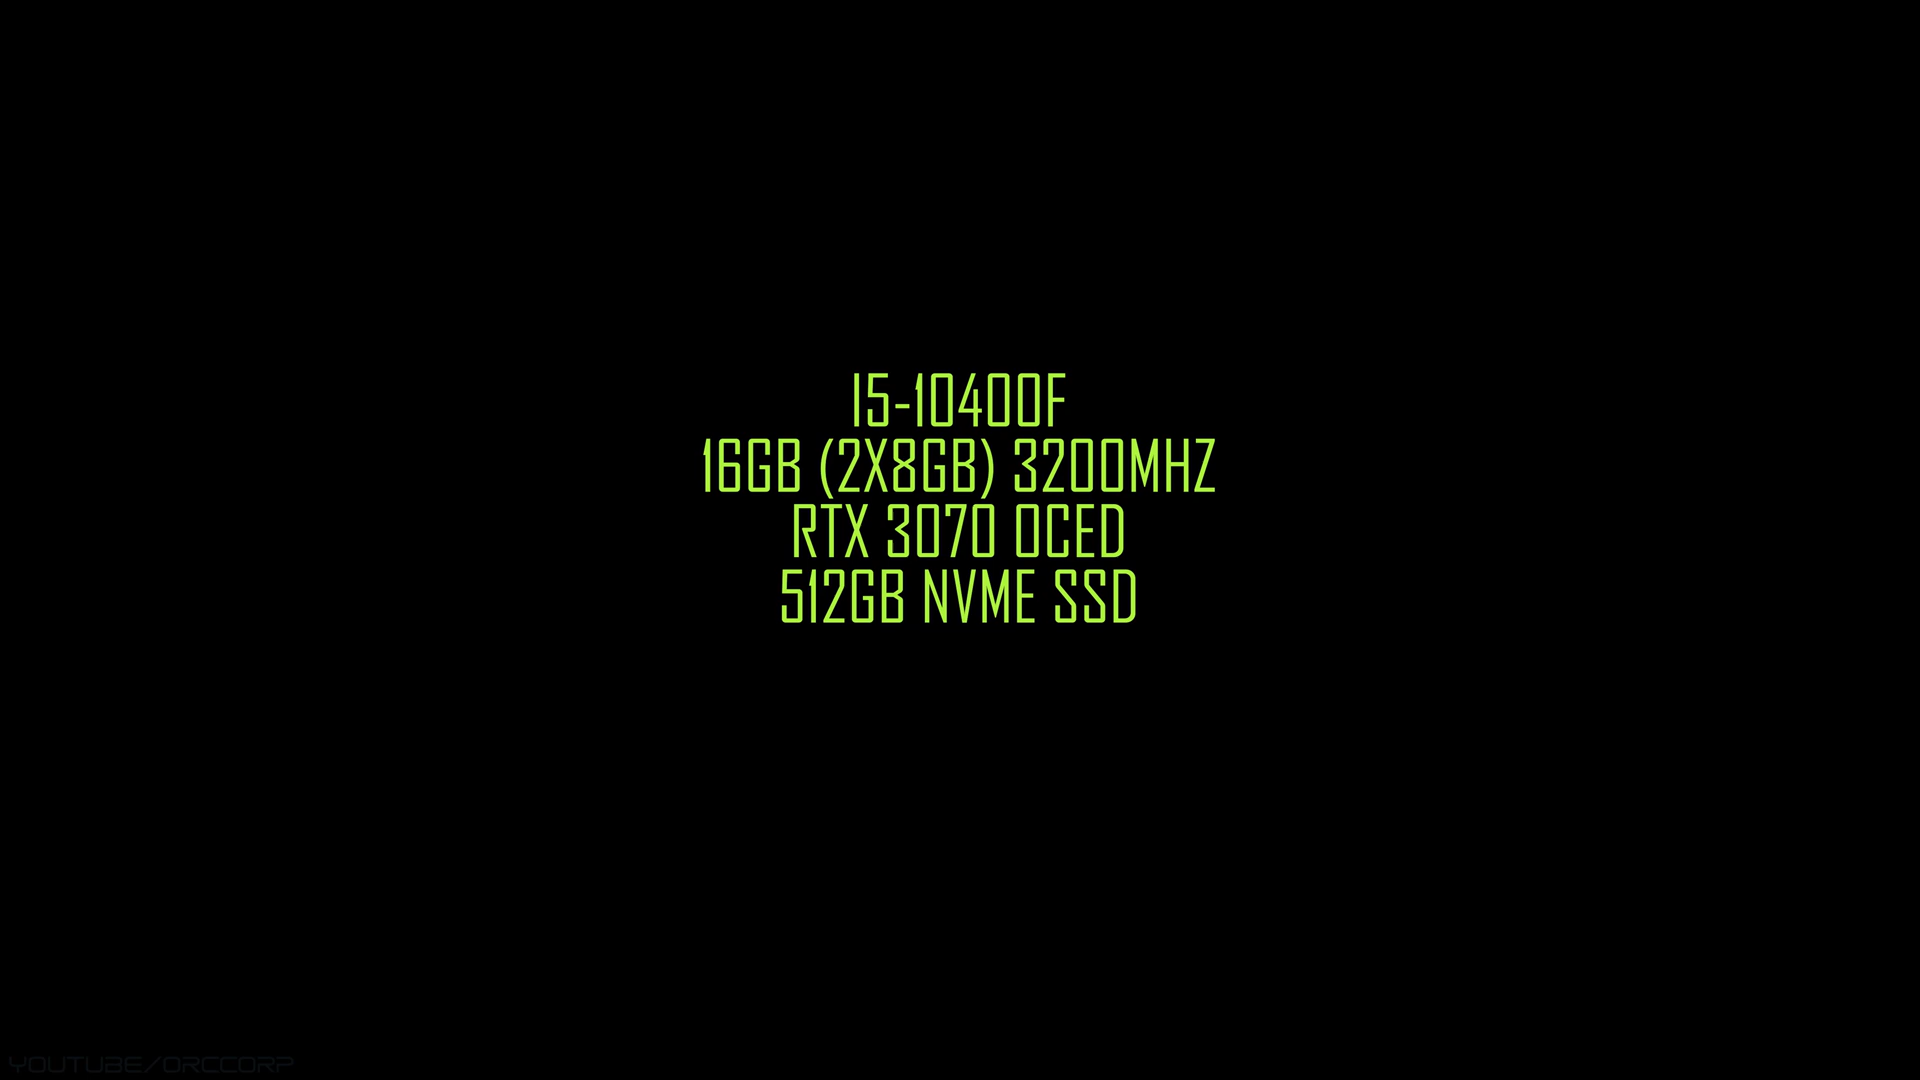 I5-10400F
16GB (2X8GB) 3200MHZ
RTX 3070 OCED
512GB NVME SSD
YOUTUBE/ORCCORP